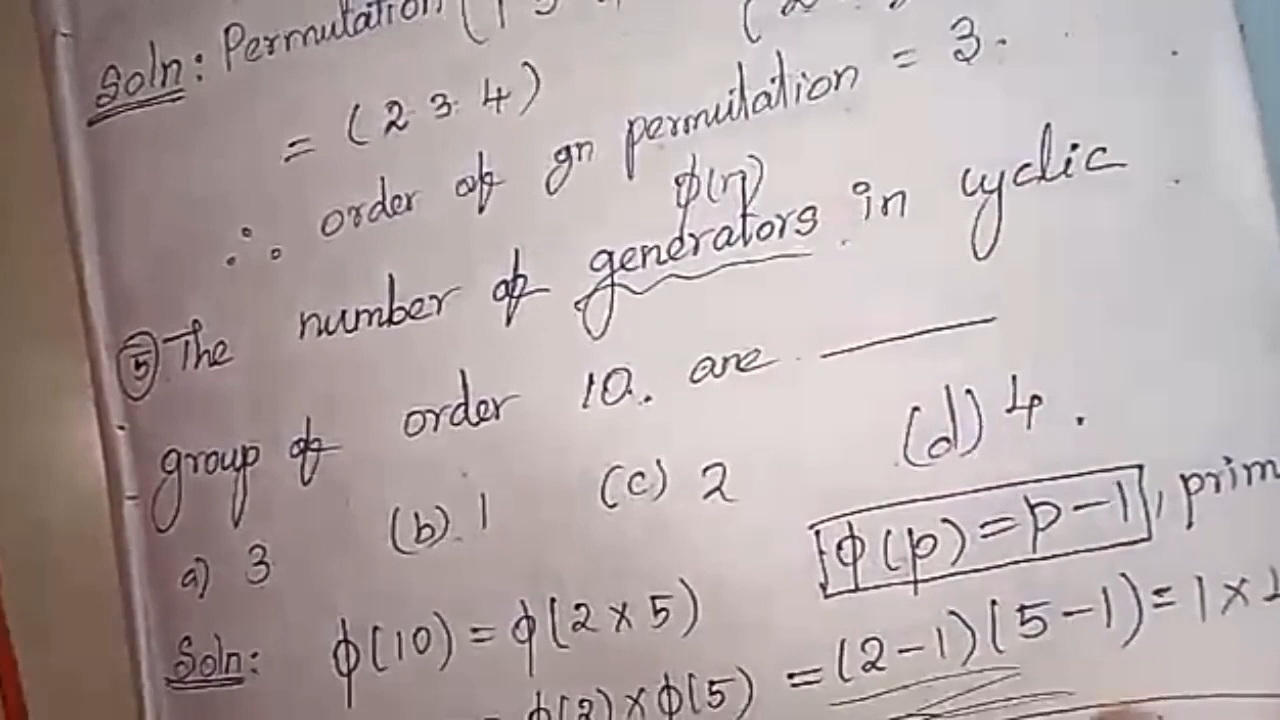 Soln: Permutation (1
= (2 3 4)
∴ order of gn permutation = 3.
φ(n)
⑤ The number of generators in cyclic
group of order 10. are ______
a) 3 (b) 1 (c) 2 (d) 4.
φ(p) = p-1, prim
Soln: φ(10) = φ(2 × 5)
= φ(2) × φ(5) = (2-1)(5-1) = 1 ×